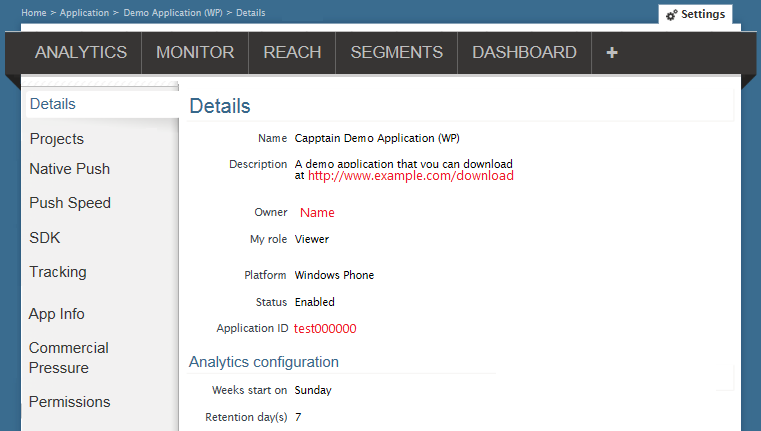 Home > Application > Demo Application (WP) > Details
Settings
ANALYTICS MONITOR REACH SEGMENTS DASHBOARD +
Details
Projects
Native Push
Push Speed
SDK
Tracking
App Info
Commercial
Pressure
Permissions
Details
Name Capptain Demo Application (WP)
Description A demo application that you can download
at http://www.example.com/download
Owner Name
My role Viewer
Platform Windows Phone
Status Enabled
Application ID test000000
Analytics configuration
Weeks start on Sunday
Retention day(s) 7